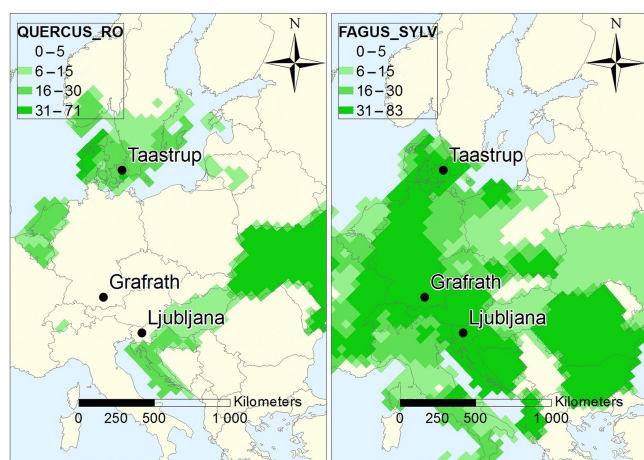 QUERCUS_RO
0 – 5
6 – 15
16 – 30
31 – 71
N
Taastrup
Grafrath
Ljubljana
Kilometers
0 250 500 1 000
FAGUS_SYLV
0 – 5
6 – 15
16 – 30
31 – 83
N
Taastrup
Grafrath
Ljubljana
Kilometers
0 250 500 1 000